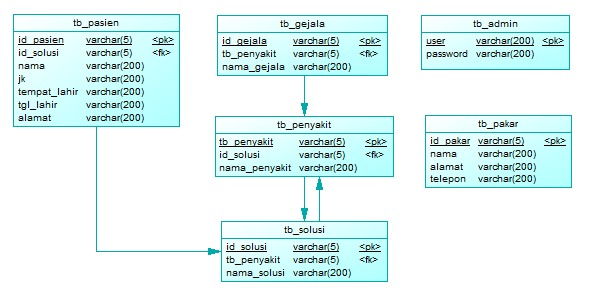 tb_pasien
id_pasien varchar(5) <pk>
id_solusi varchar(5) <fk>
nama varchar(200)
jk varchar(200)
tempat_lahir varchar(200)
tgl_lahir varchar(200)
alamat varchar(200)
tb_gejala
id_gejala varchar(5) <pk>
tb_penyakit varchar(5) <fk>
nama_gejala varchar(200)
tb_admin
user varchar(200) <pk>
password varchar(200)
tb_penyakit
tb_penyakit varchar(5) <pk>
id_solusi varchar(5) <fk>
nama_penyakit varchar(200)
tb_pakar
id_pakar varchar(5) <pk>
nama varchar(200)
alamat varchar(200)
telepon varchar(200)
tb_solusi
id_solusi varchar(5) <pk>
tb_penyakit varchar(5) <fk>
nama_solusi varchar(200)